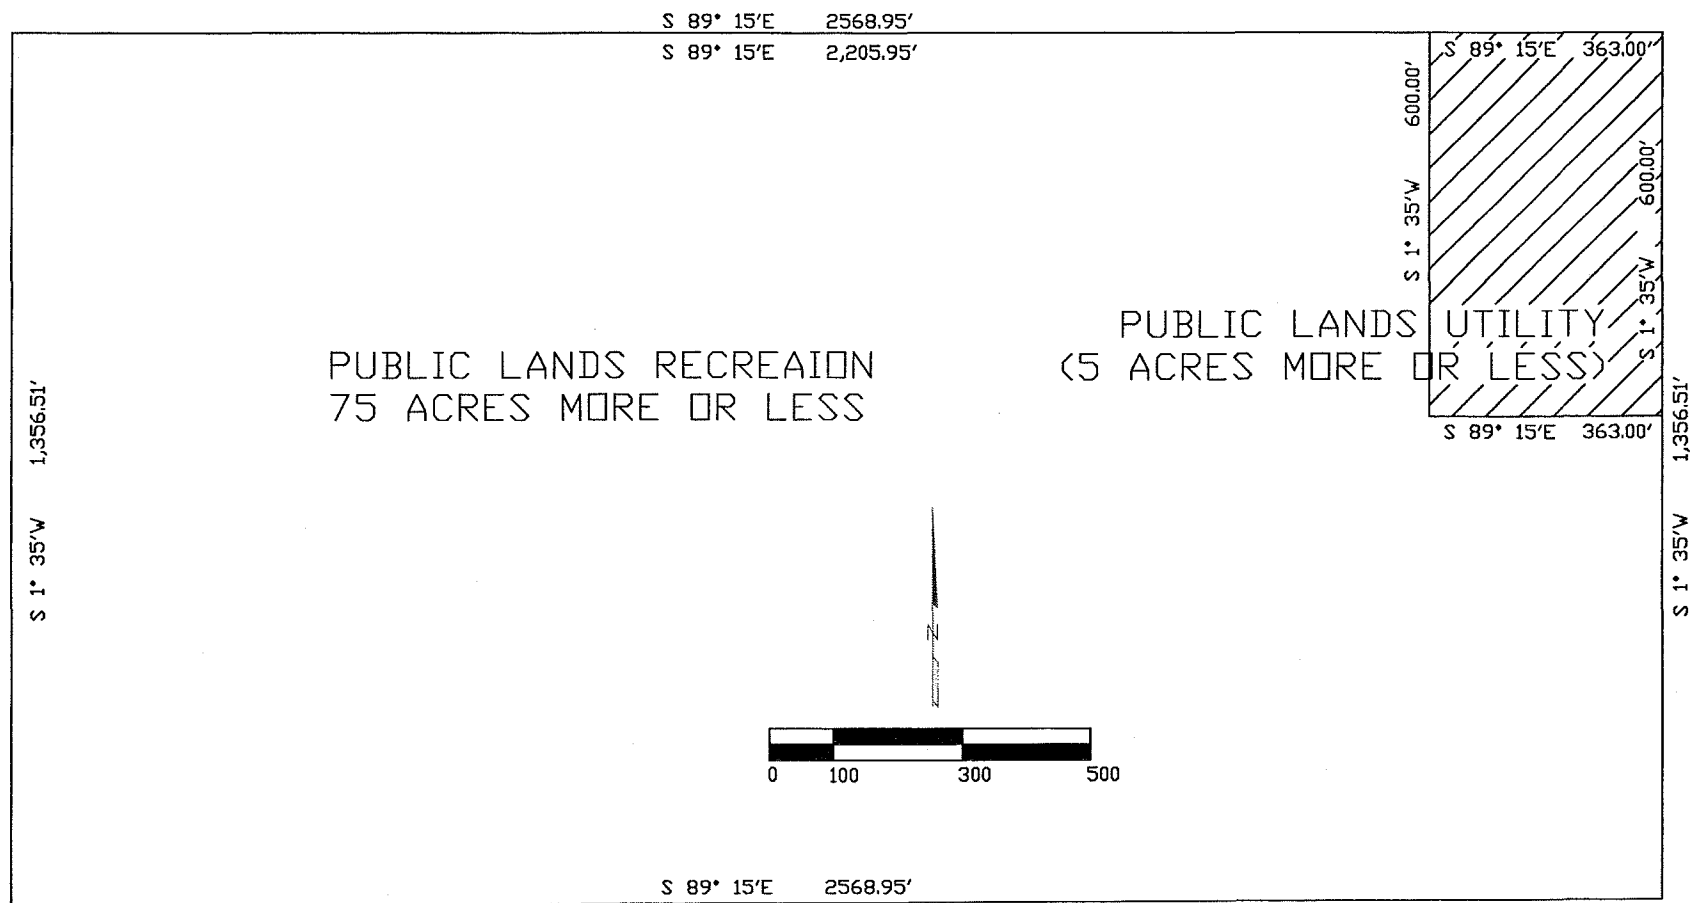 S 89° 15'E 2568.95'
S 89° 15'E 2,205.95'
S 89° 15'E 363.00'
S 1° 35'W 600.00'
S 1° 35'W 600.00'
PUBLIC LANDS UTILITY
(5 ACRES MORE OR LESS)
PUBLIC LANDS RECREAION
75 ACRES MORE OR LESS
S 89° 15'E 363.00'
S 1° 35'W 1,356.51'
S 1° 35'W 1,356.51'
N
0 100 300 500
S 89° 15'E 2568.95'